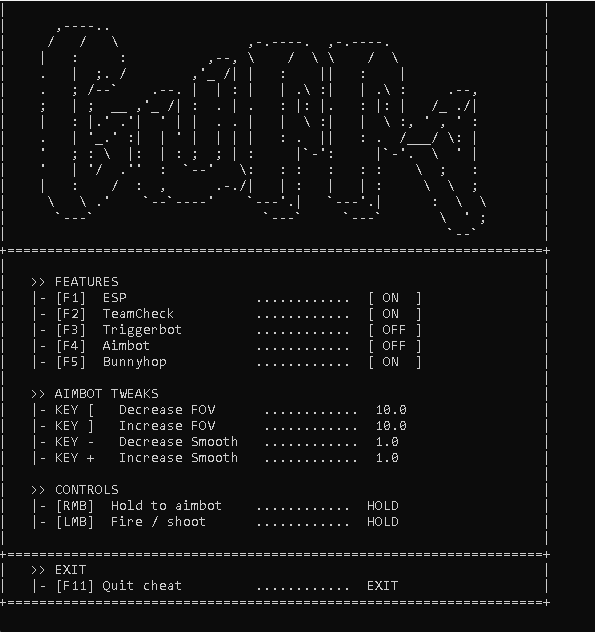 >> FEATURES
|- [F1] ESP ............ [ ON ]
|- [F2] TeamCheck ............ [ ON ]
|- [F3] Triggerbot ............ [ OFF ]
|- [F4] Aimbot ............ [ OFF ]
|- [F5] Bunnyhop ............ [ ON ]
>> AIMBOT TWEAKS
|- KEY [ Decrease FOV ............ 10.0
|- KEY ] Increase FOV ............ 10.0
|- KEY - Decrease Smooth ............ 1.0
|- KEY + Increase Smooth ............ 1.0
>> CONTROLS
|- [RMB] Hold to aimbot ............ HOLD
|- [LMB] Fire / shoot ............ HOLD
>> EXIT
|- [F11] Quit cheat ............ EXIT